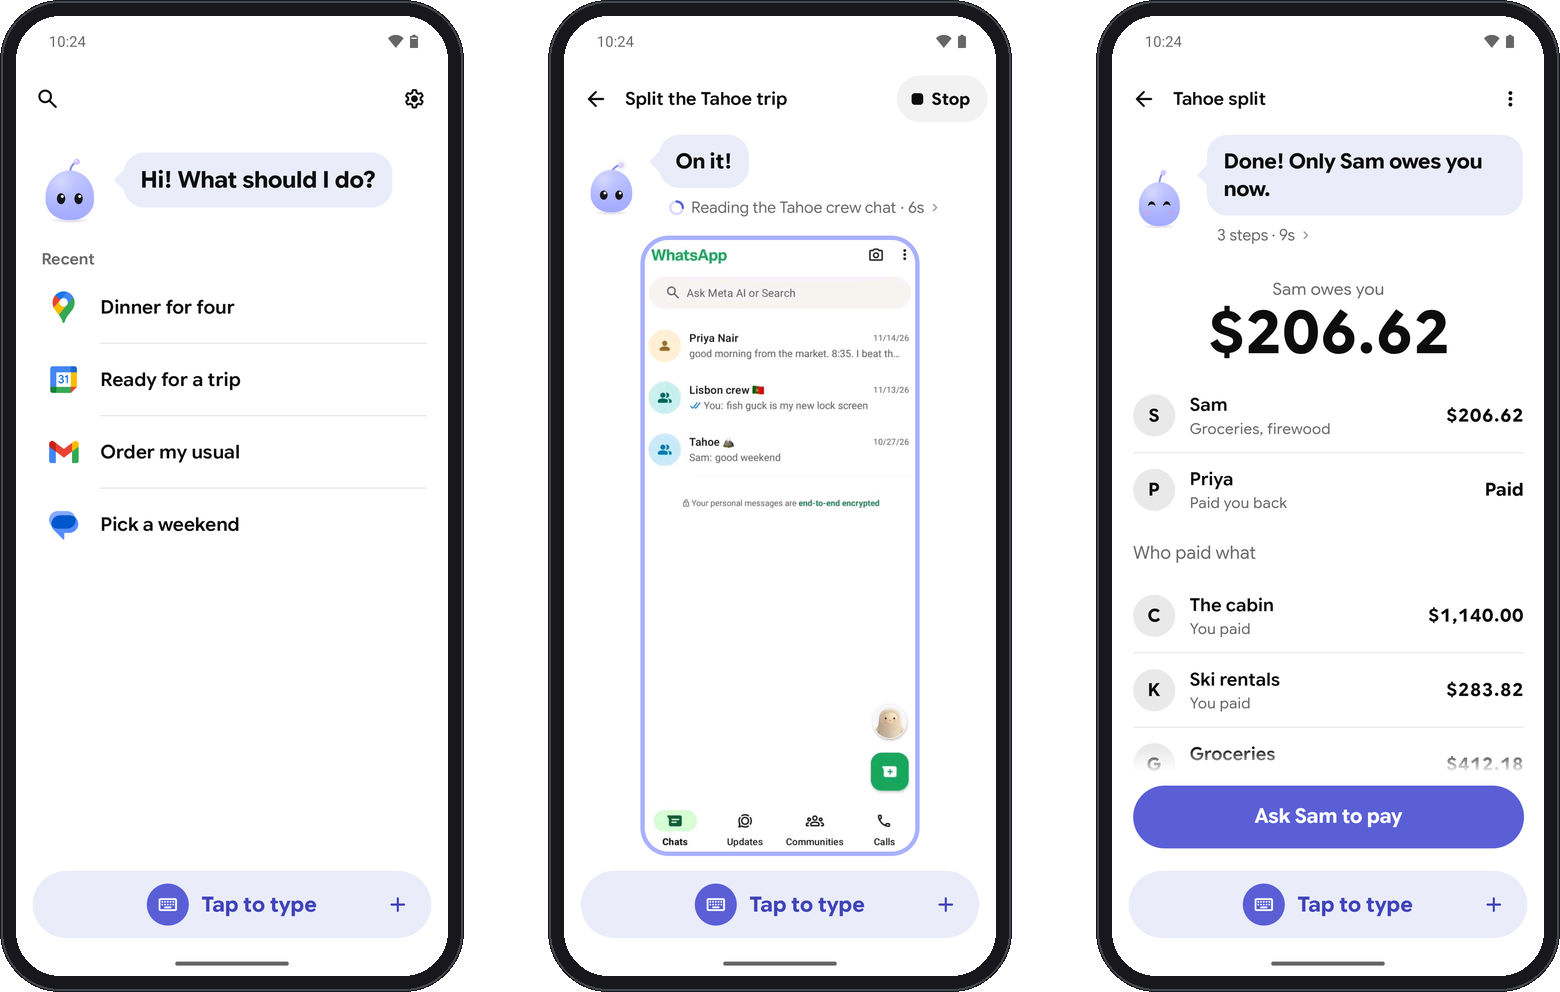 10:24
Hi! What should I do?
Recent
Dinner for four
31
Ready for a trip
Order my usual
Pick a weekend
Tap to type
10:24
Split the Tahoe trip
Stop
On it!
Reading the Tahoe crew chat · 6s
WhatsApp
Ask Meta AI or Search
Priya Nair
11/14/26
good morning from the market. 8:35. I beat th...
Lisbon crew 🇵🇹
11/13/26
You: fish guck is my new lock screen
Tahoe 🏔️
10/27/26
Sam: good weekend
Your personal messages are end-to-end encrypted
Chats
Updates
Communities
Calls
Tap to type
10:24
Tahoe split
Done! Only Sam owes you
now.
3 steps · 9s
Sam owes you
$206.62
S
Sam
$206.62
Groceries, firewood
P
Priya
Paid
Paid you back
Who paid what
C
The cabin
$1,140.00
You paid
K
Ski rentals
$283.82
You paid
G
Groceries
$412.18
Ask Sam to pay
Tap to type